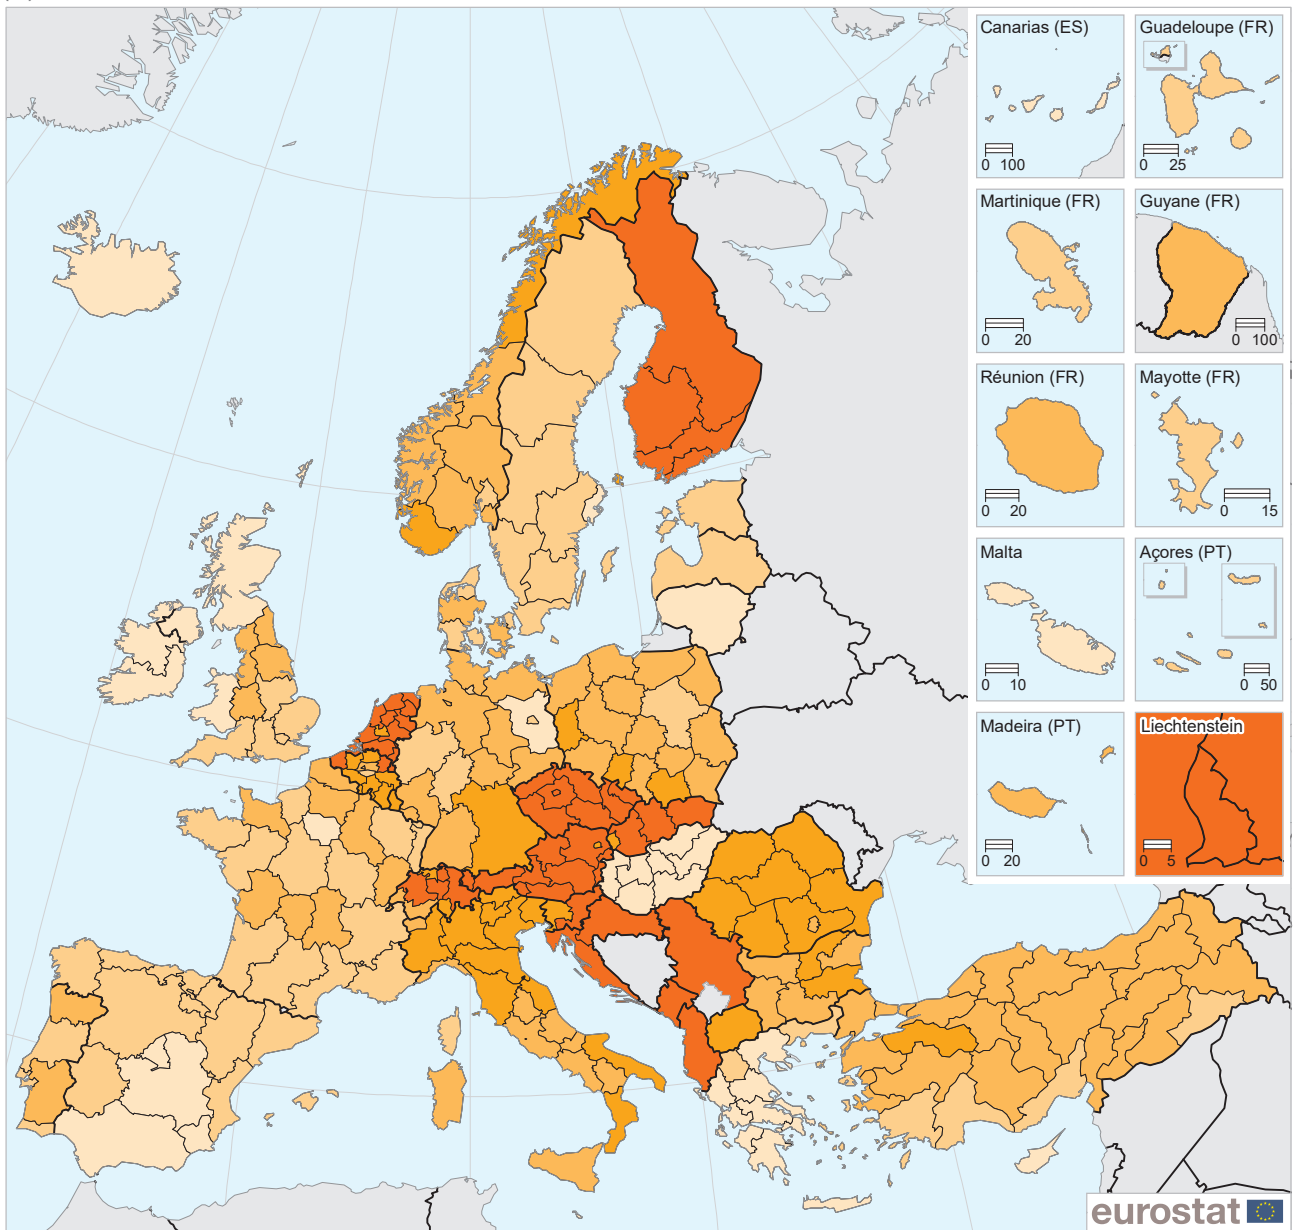 Canarias (ES)
0 100
Guadeloupe (FR)
0 25
Martinique (FR)
0 20
Guyane (FR)
0 100
Réunion (FR)
0 20
Mayotte (FR)
0 15
Malta
0 10
Açores (PT)
0 50
Madeira (PT)
0 20
Liechtenstein
0 5
eurostat